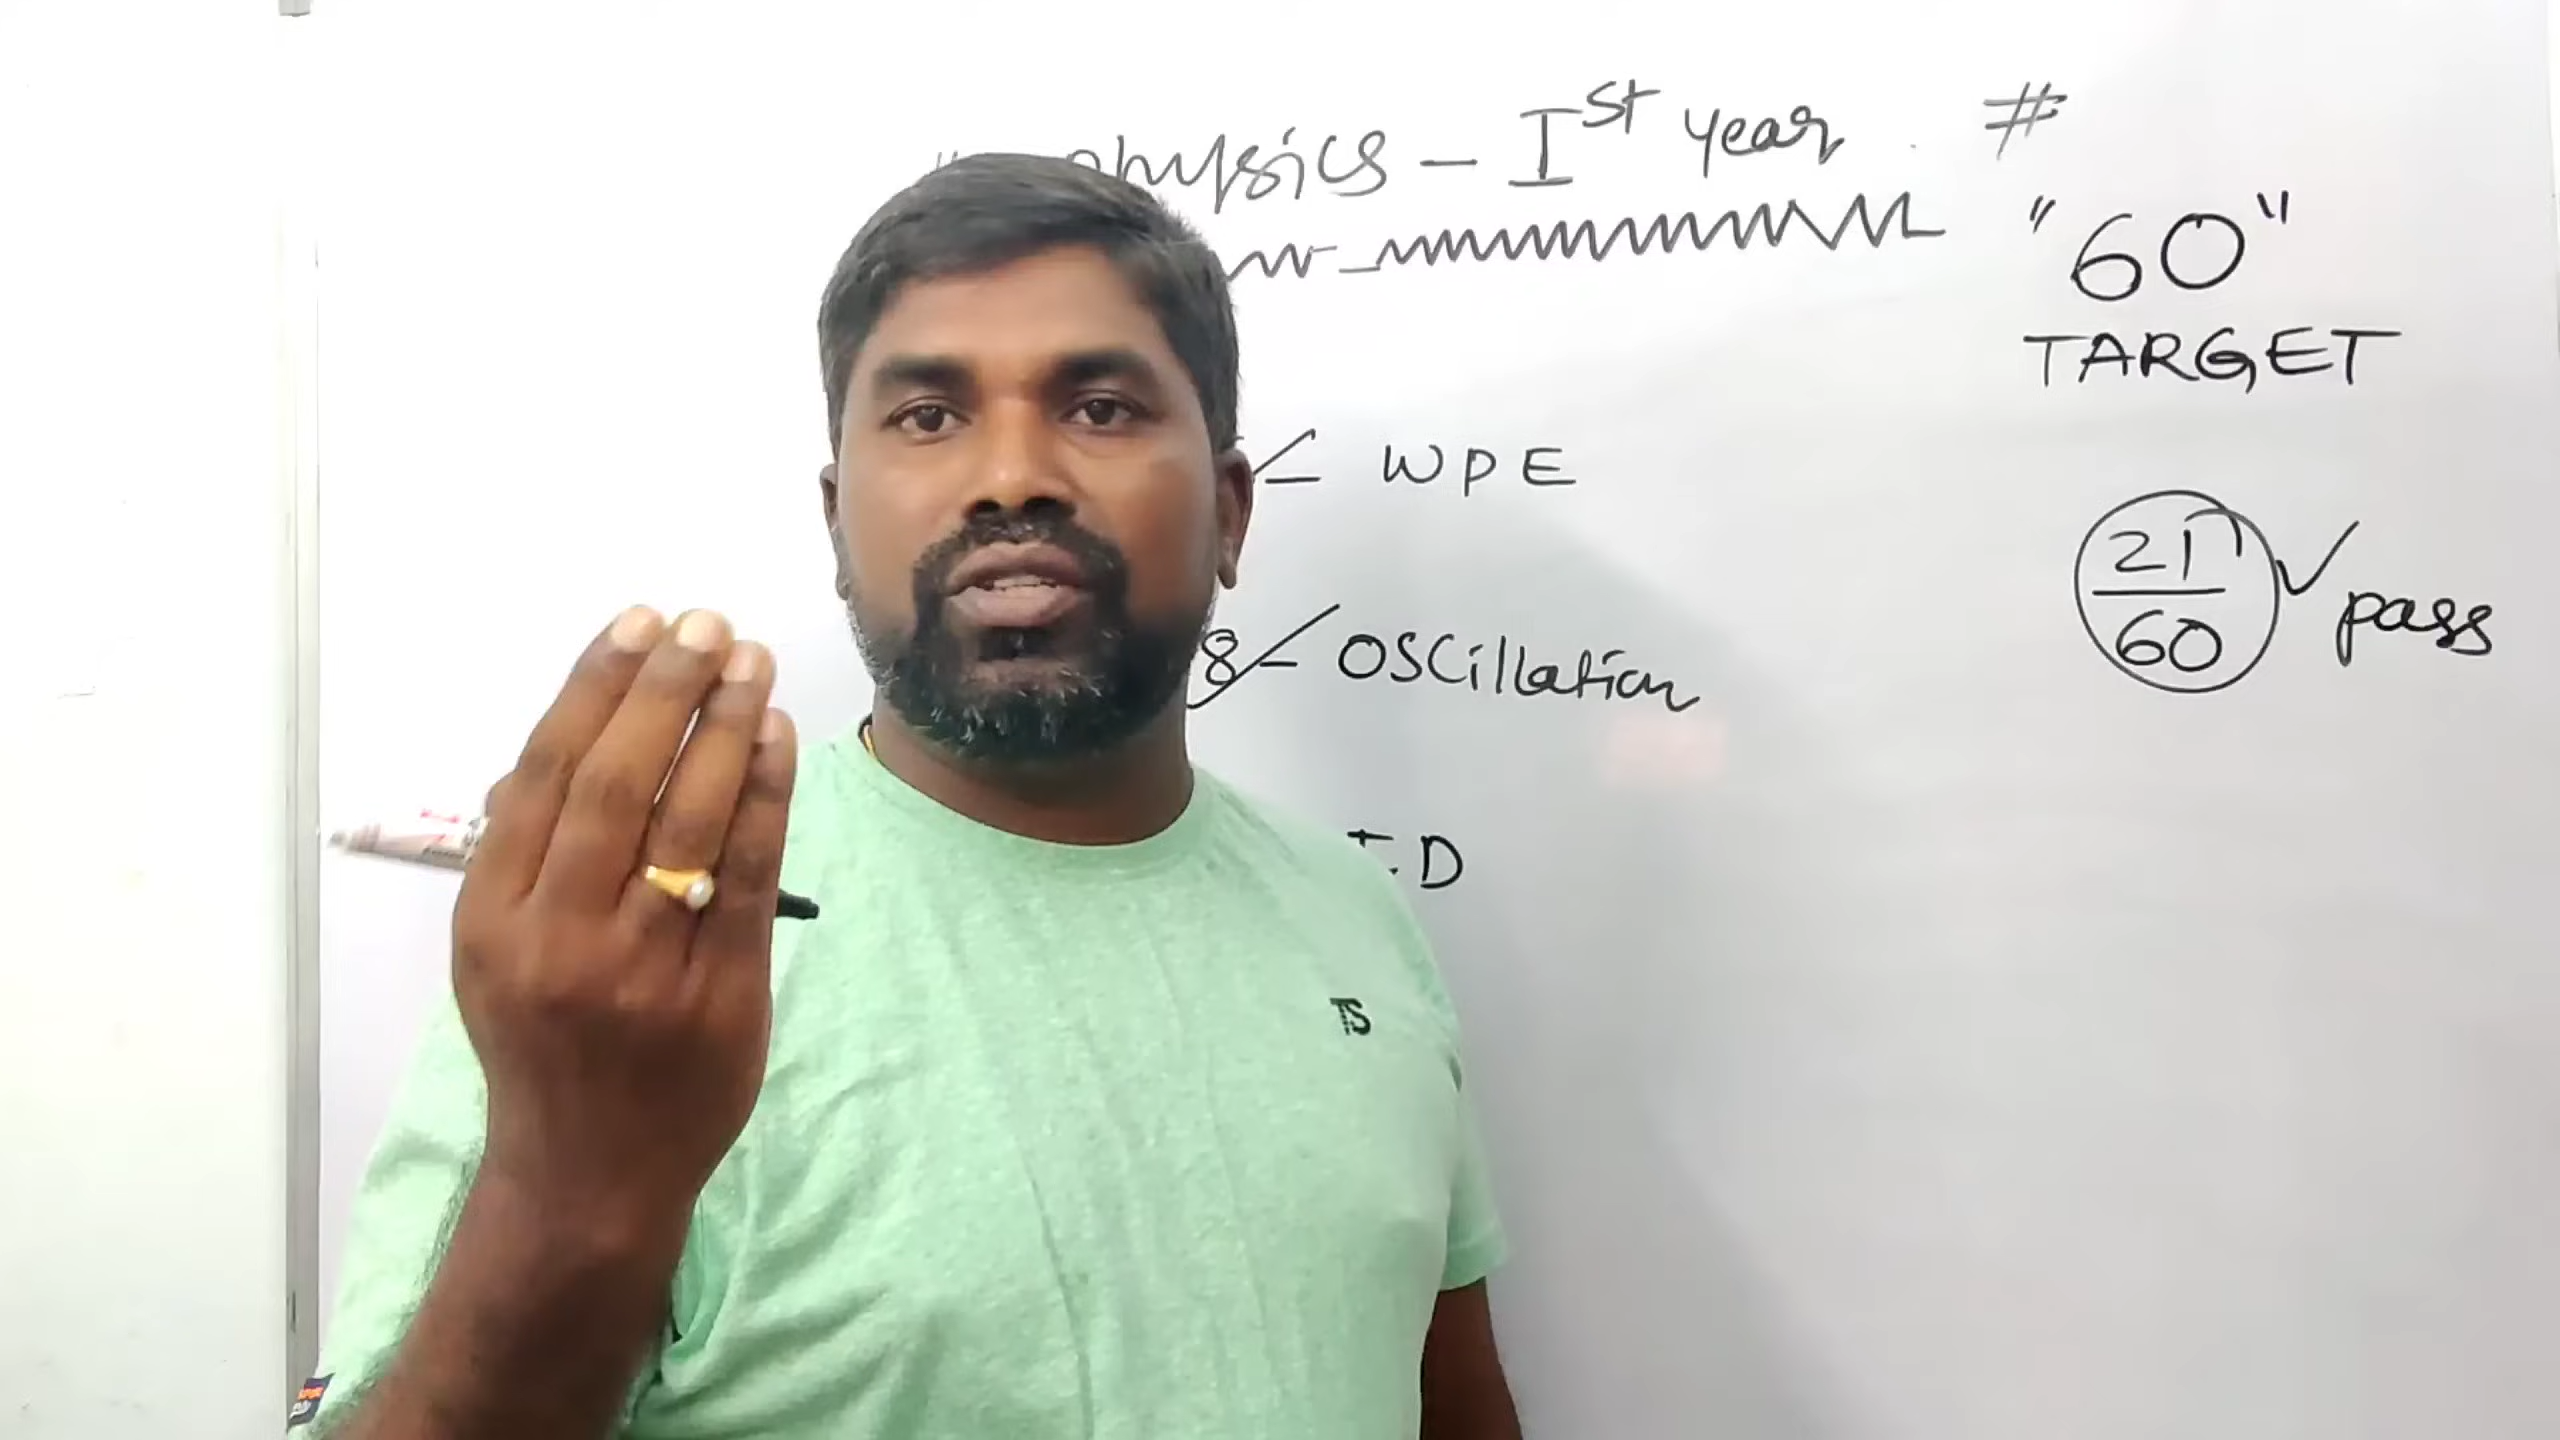 physics - Ist year #
"60"
TARGET
- WPE
21
60
pass
8 - OSCillation
D
TS